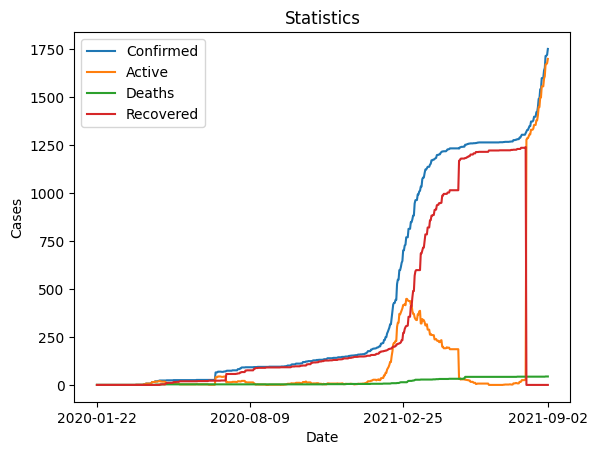 Statistics
Confirmed
Active
Deaths
Recovered
1750
1500
1250
1000
750
500
250
0
Cases
2020-01-22
2020-08-09
2021-02-25
2021-09-02
Date